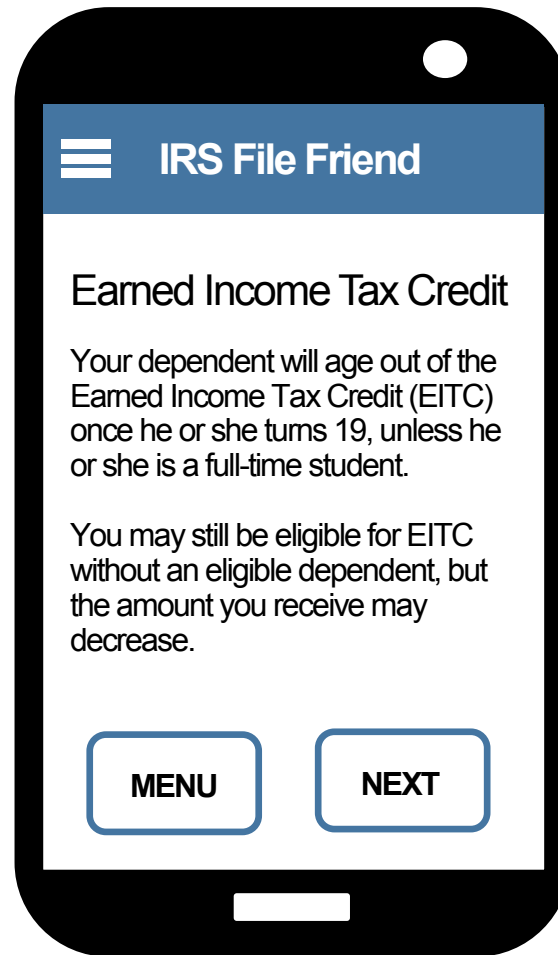 IRS File Friend
Earned Income Tax Credit
Your dependent will age out of the
Earned Income Tax Credit (EITC)
once he or she turns 19, unless he
or she is a full-time student.
You may still be eligible for EITC
without an eligible dependent, but
the amount you receive may
decrease.
MENU
NEXT